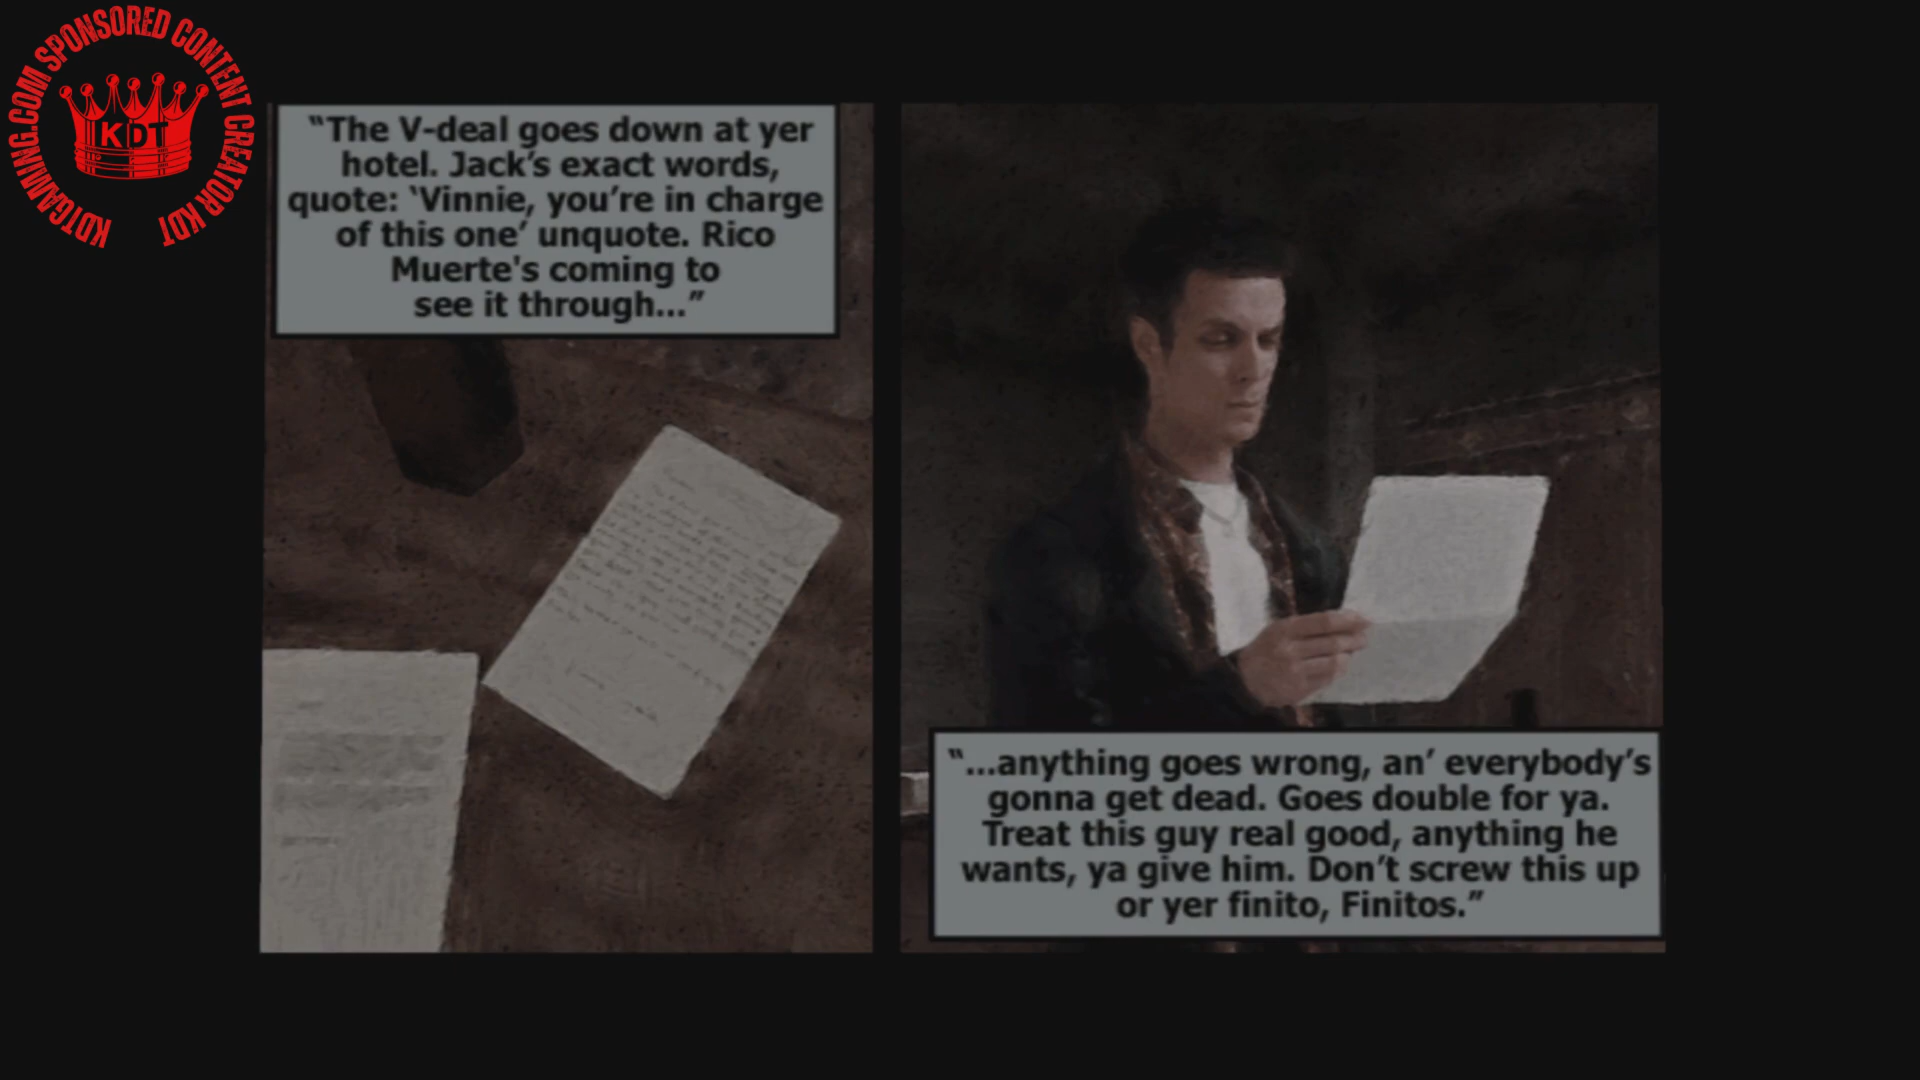 KDTGAMING.COM SPONSORED CONTENT CREATOR KDT
KDT
“The V-deal goes down at yer
hotel. Jack’s exact words,
quote: ‘Vinnie, you’re in charge
of this one’ unquote. Rico
Muerte's coming to
see it through...”
“...anything goes wrong, an’ everybody’s
gonna get dead. Goes double for ya.
Treat this guy real good, anything he
wants, ya give him. Don’t screw this up
or yer finito, Finitos.”